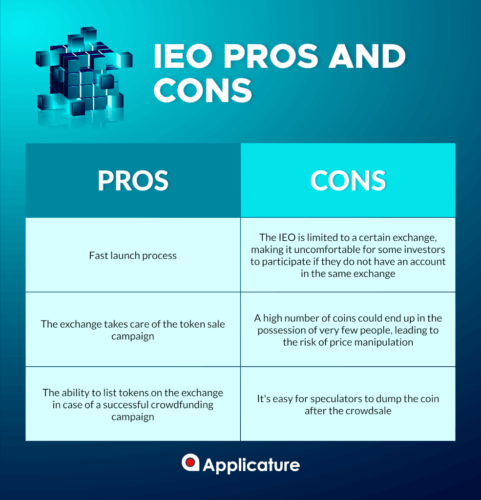 IEO PROS AND
CONS
PROS
CONS
Fast launch process
The IEO is limited to a certain exchange,
making it uncomfortable for some investors
to participate if they do not have an account
in the same exchange
The exchange takes care of the token sale
campaign
A high number of coins could end up in the
possession of very few people, leading to
the risk of price manipulation
The ability to list tokens on the exchange
in case of a successful crowdfunding
campaign
It's easy for speculators to dump the coin
after the crowdsale
Applicature